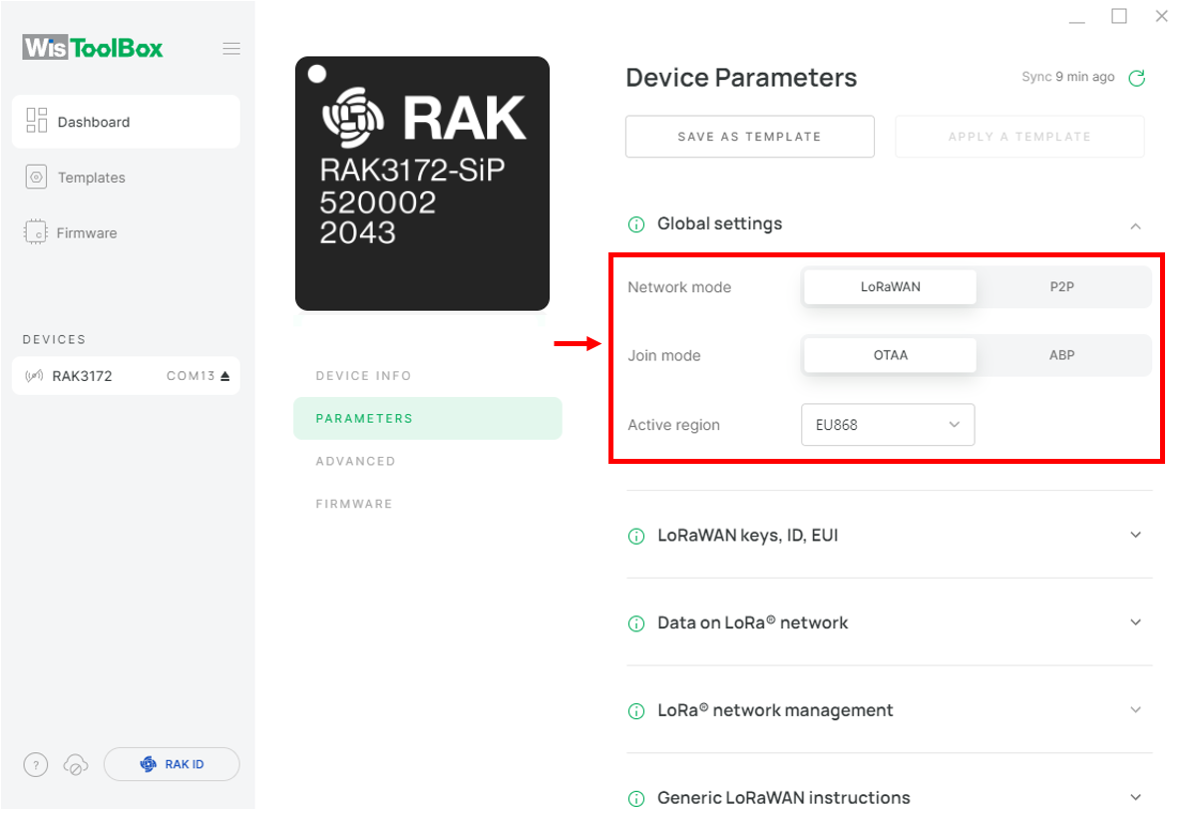 WisToolBox
Dashboard
Templates
Firmware
DEVICES
RAK3172 COM13
RAK ID
RAK
RAK3172-SiP
520002
2043
DEVICE INFO
PARAMETERS
ADVANCED
FIRMWARE
Device Parameters
Sync 9 min ago
SAVE AS TEMPLATE APPLY A TEMPLATE
Global settings
Network mode LoRaWAN P2P
Join mode OTAA ABP
Active region EU868
LoRaWAN keys, ID, EUI
Data on LoRa® network
LoRa® network management
Generic LoRaWAN instructions